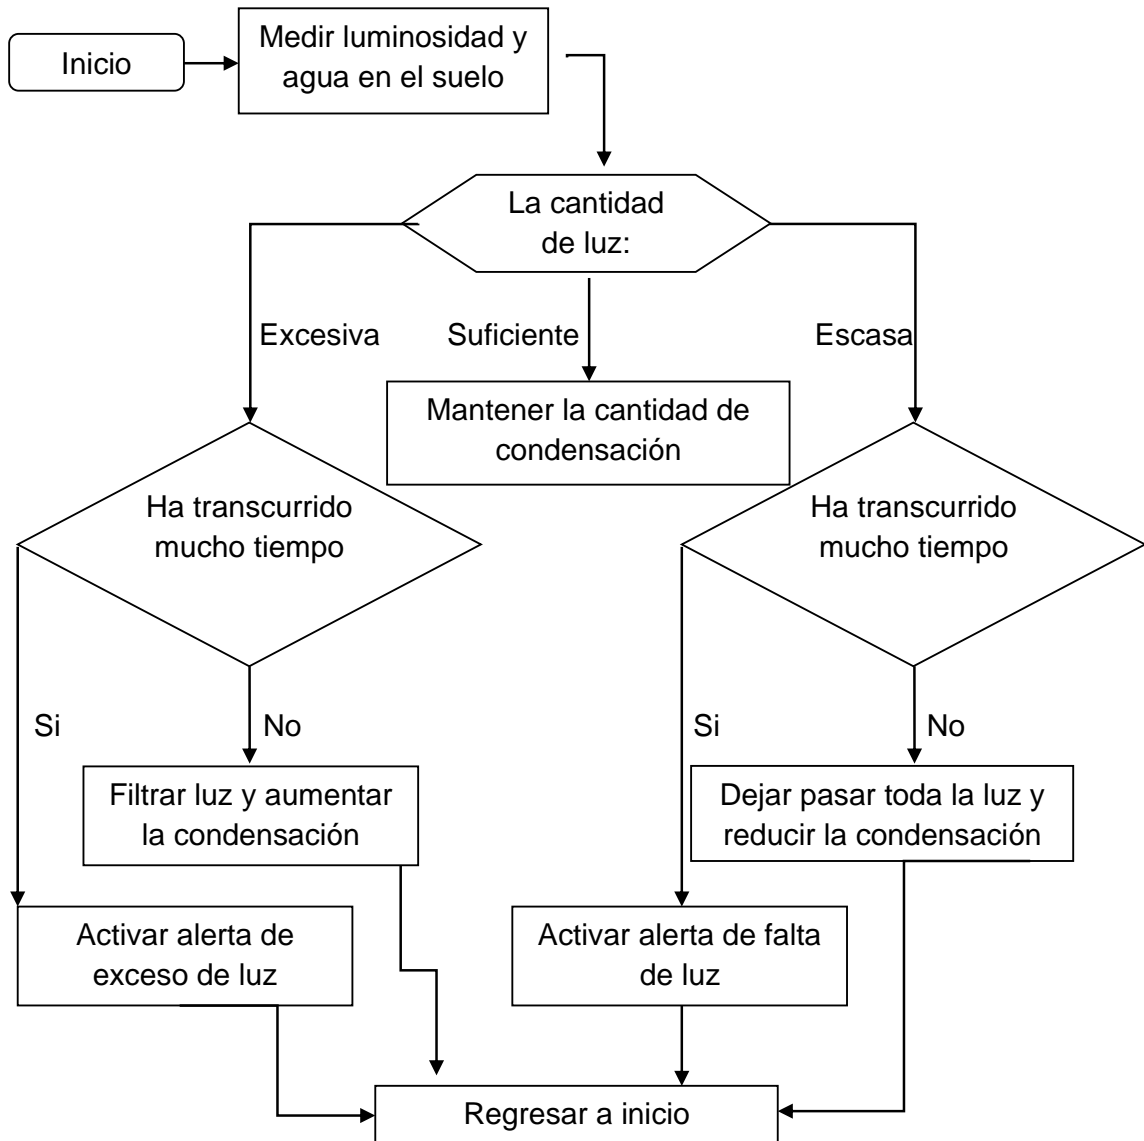 Inicio
Medir luminosidad y
agua en el suelo
La cantidad
de luz:
Excesiva
Suficiente
Escasa
Mantener la cantidad de
condensación
Ha transcurrido
mucho tiempo
Ha transcurrido
mucho tiempo
Si
No
Si
No
Filtrar luz y aumentar
la condensación
Dejar pasar toda la luz y
reducir la condensación
Activar alerta de
exceso de luz
Activar alerta de falta
de luz
Regresar a inicio